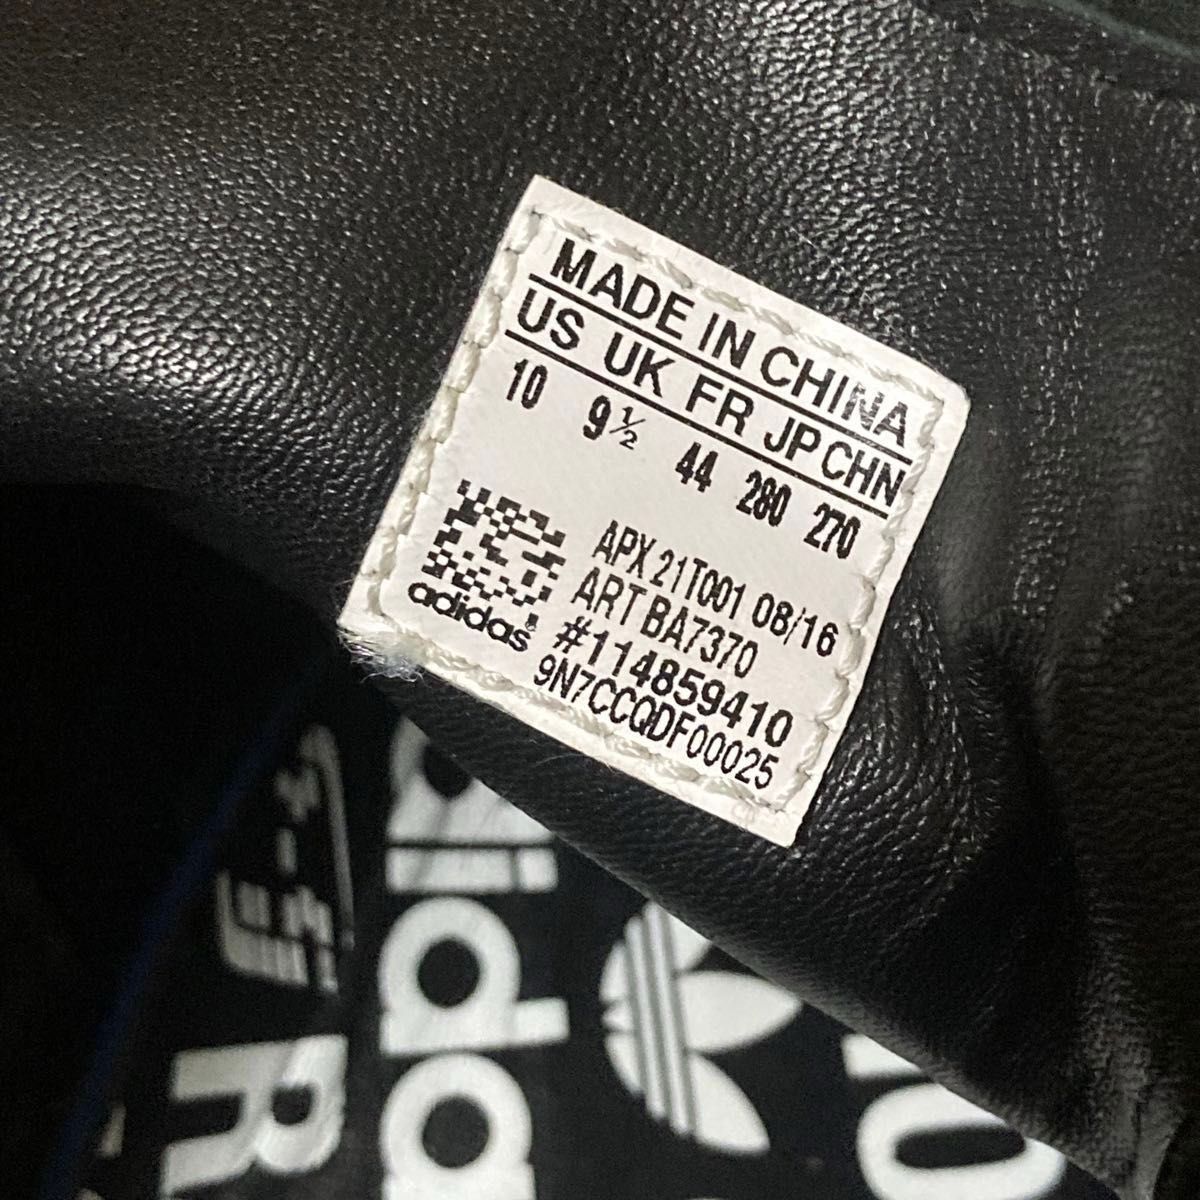 MADE IN CHINA
US UK FR JP CHN
10 9½ 44 280 270
APX 21T001 08/16
ART BA7370
#114859410
9N7CCQDF00025
adidas
adidas
R